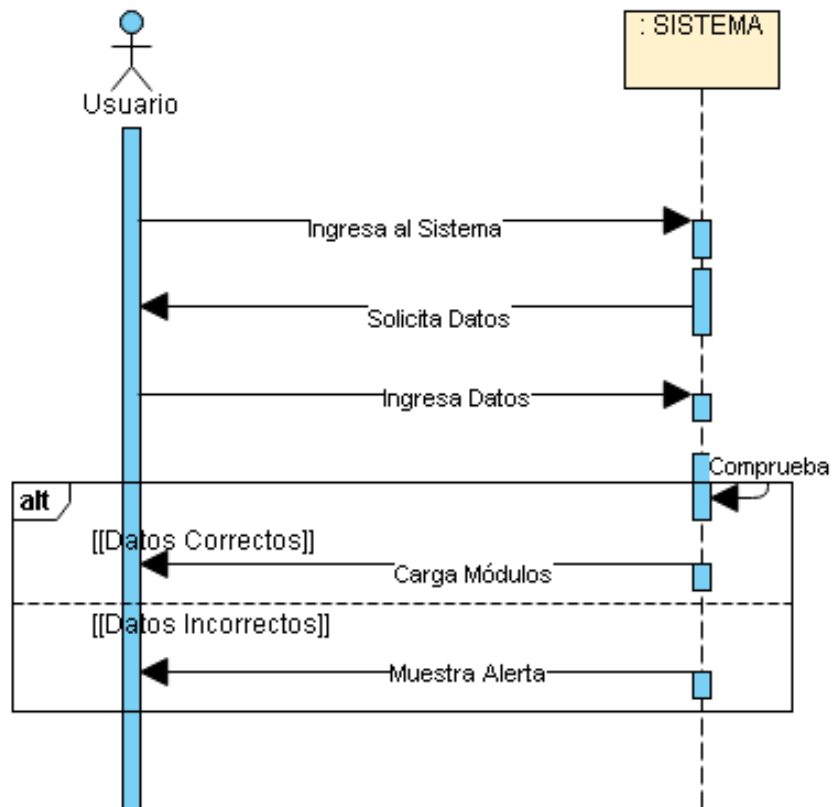 Usuario
: SISTEMA
Ingresa al Sistema
Solicita Datos
Ingresa Datos
Comprueba
alt
[[Datos Correctos]]
Carga Módulos
[[Datos Incorrectos]]
Muestra Alerta